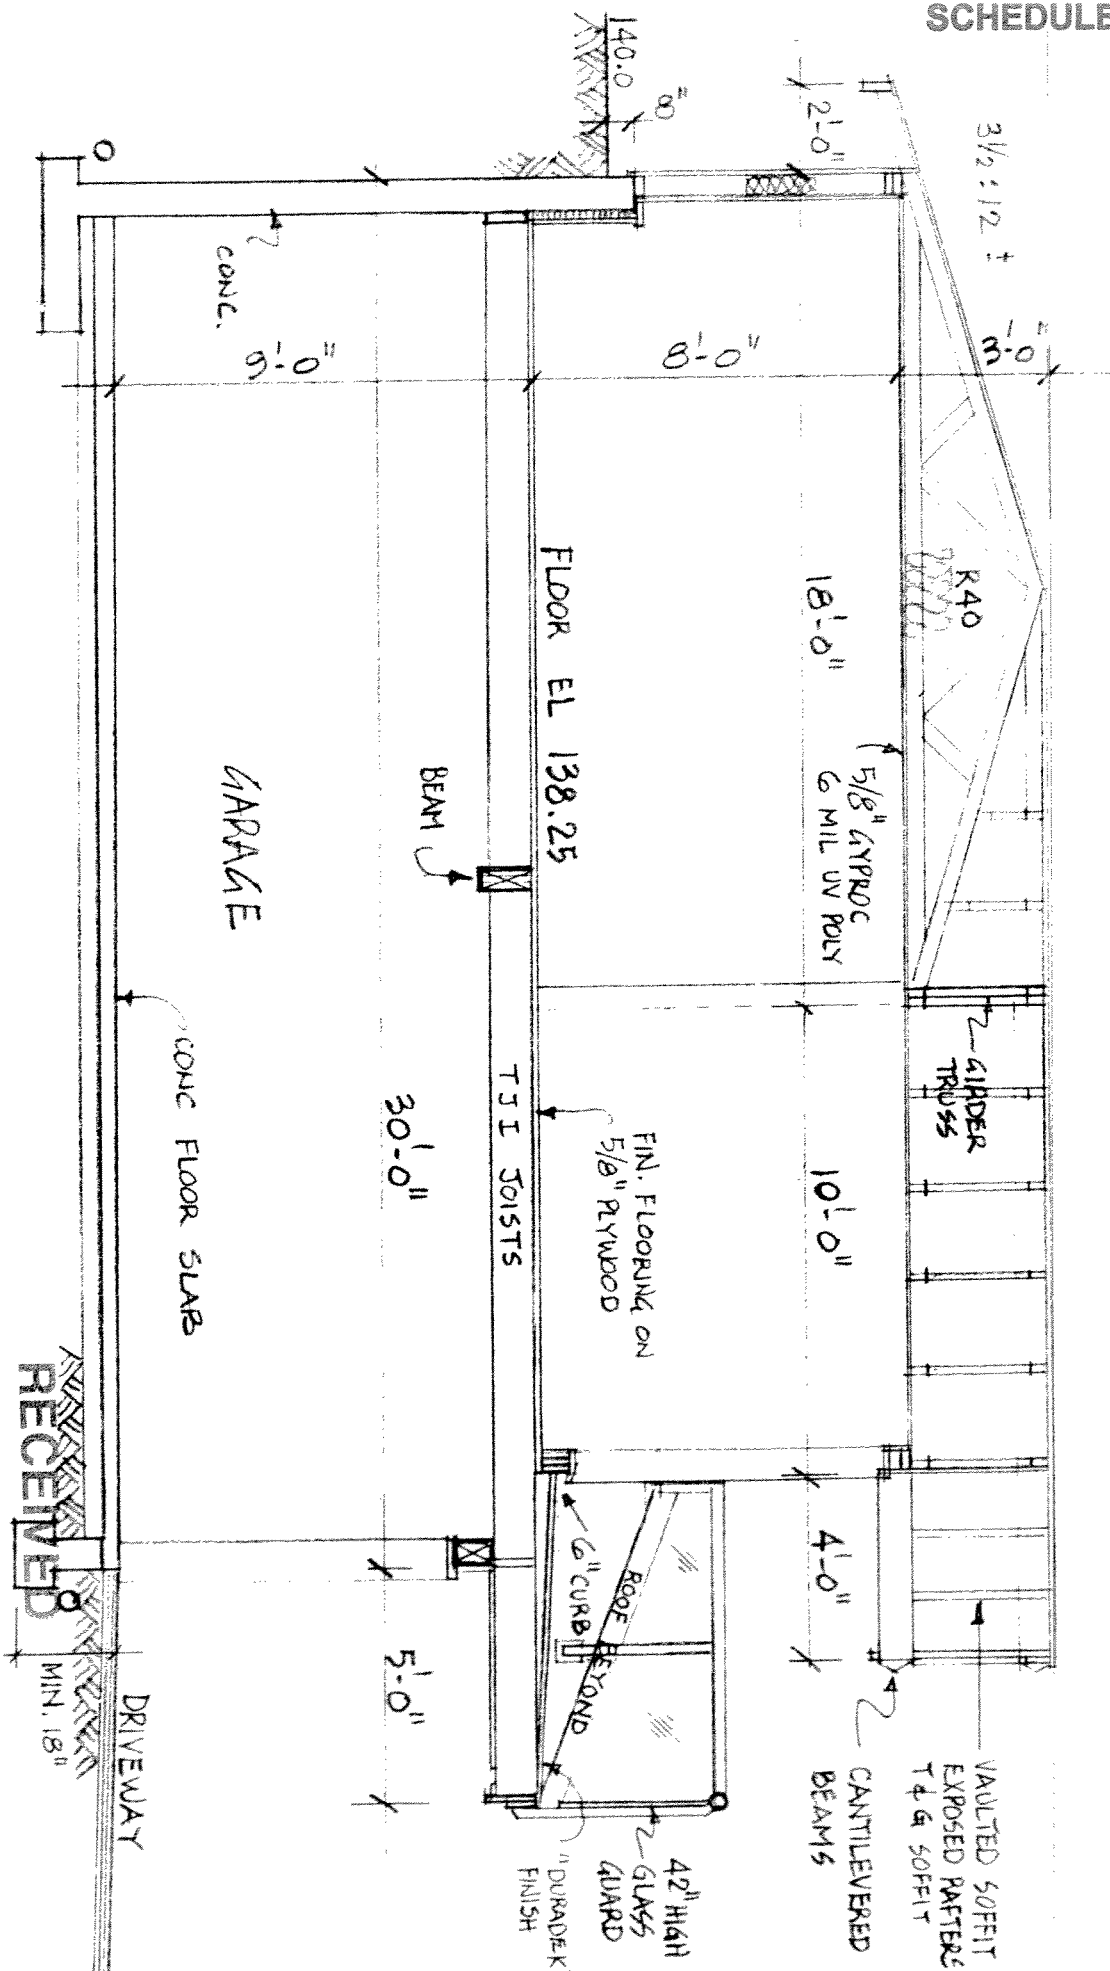 SCHEDULE
3½ : 12 ±
2'-0"
140.0
8"
3'-0"
8'-0"
9'-0"
CONC.
R40
18'-0"
5/8" GYPROC
6 MIL UV POLY
FLOOR EL 138.25
BEAM
GARAGE
GIRDER
TRUSS
10'-0"
FIN. FLOORING ON
5/8" PLYWOOD
TJI JOISTS
30'-0"
CONC FLOOR SLAB
4'-0"
6" CURB
ROOF BEYOND
5'-0"
RECEIVED
MIN. 18"
DRIVEWAY
VAULTED SOFFIT
EXPOSED RAFTERS
T & G SOFFIT
CANTILEVERED
BEAMS
42" HIGH
GLASS
GUARD
"DURADEK
FINISH